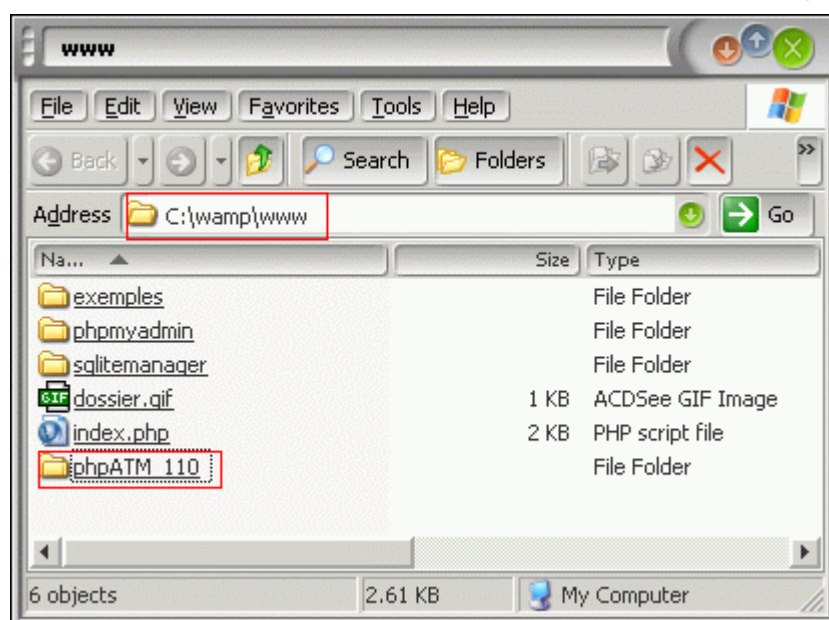 www
File Edit View Favorites Tools Help
Back Search Folders »
Address C:\wamp\www Go
Na... Size Type
exemples File Folder
phpmyadmin File Folder
sqlitemanager File Folder
GIF dossier.gif 1 KB ACDSee GIF Image
index.php 2 KB PHP script file
phpATM_110 File Folder
6 objects 2.61 KB My Computer